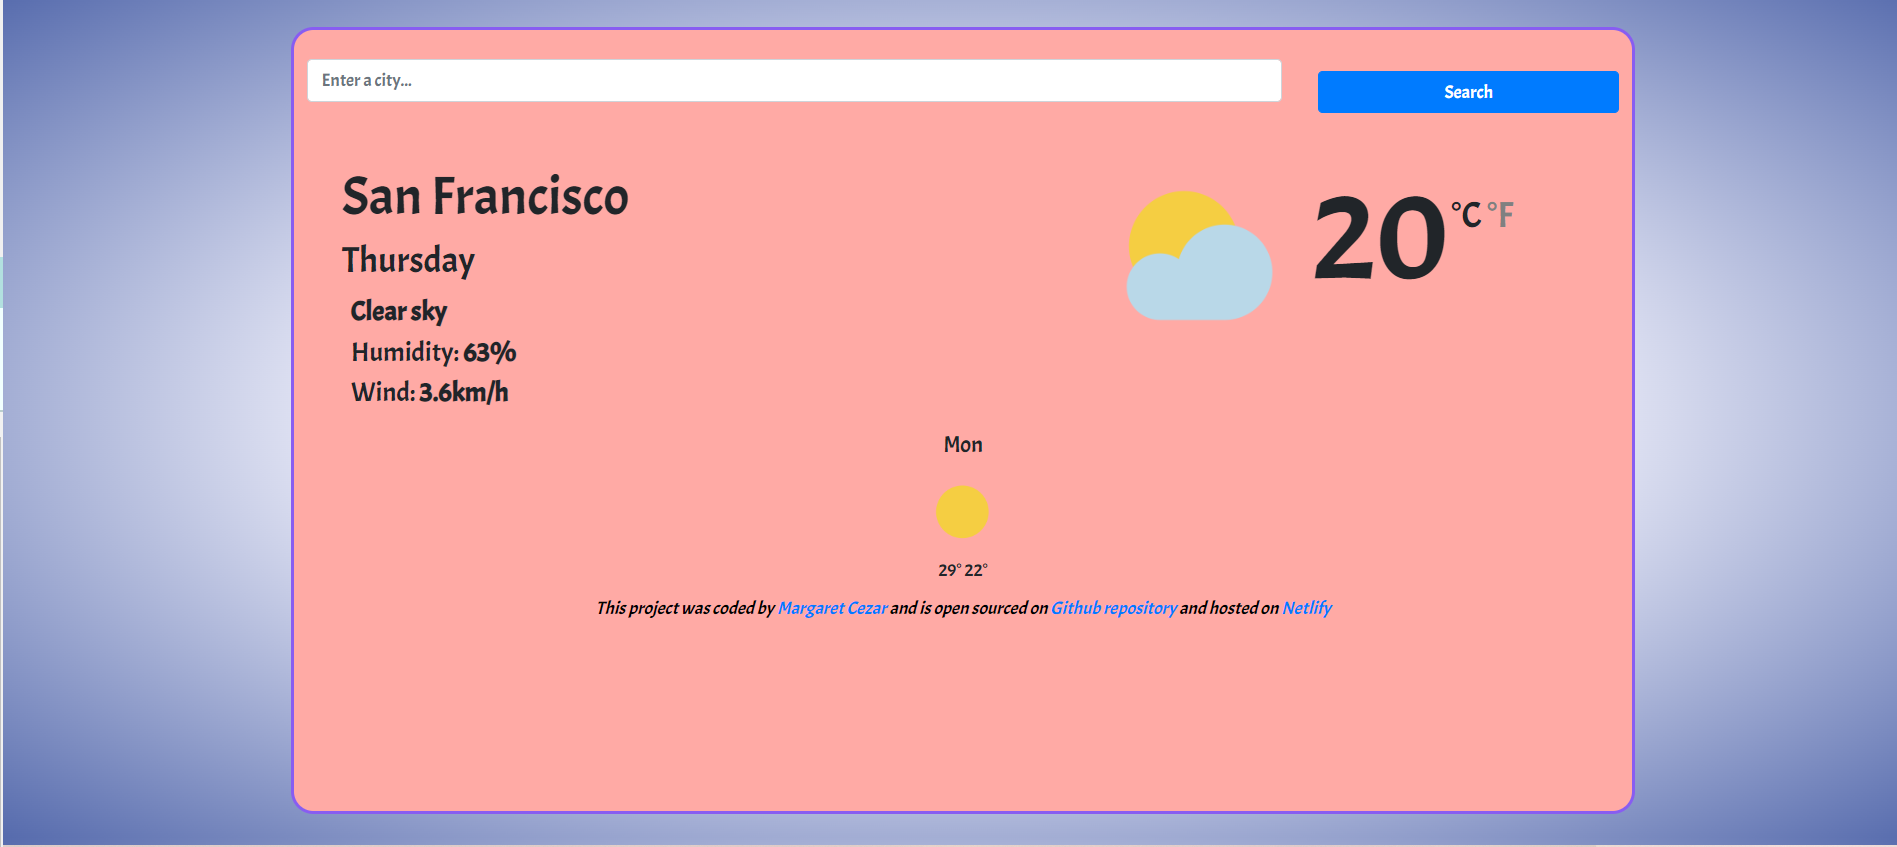 Enter a city...
Search
San Francisco
20 °C °F
Thursday
Clear sky
Humidity: 63%
Wind: 3.6km/h
Mon
29° 22°
This project was coded by Margaret Cezar and is open sourced on Github repository and hosted on Netlify